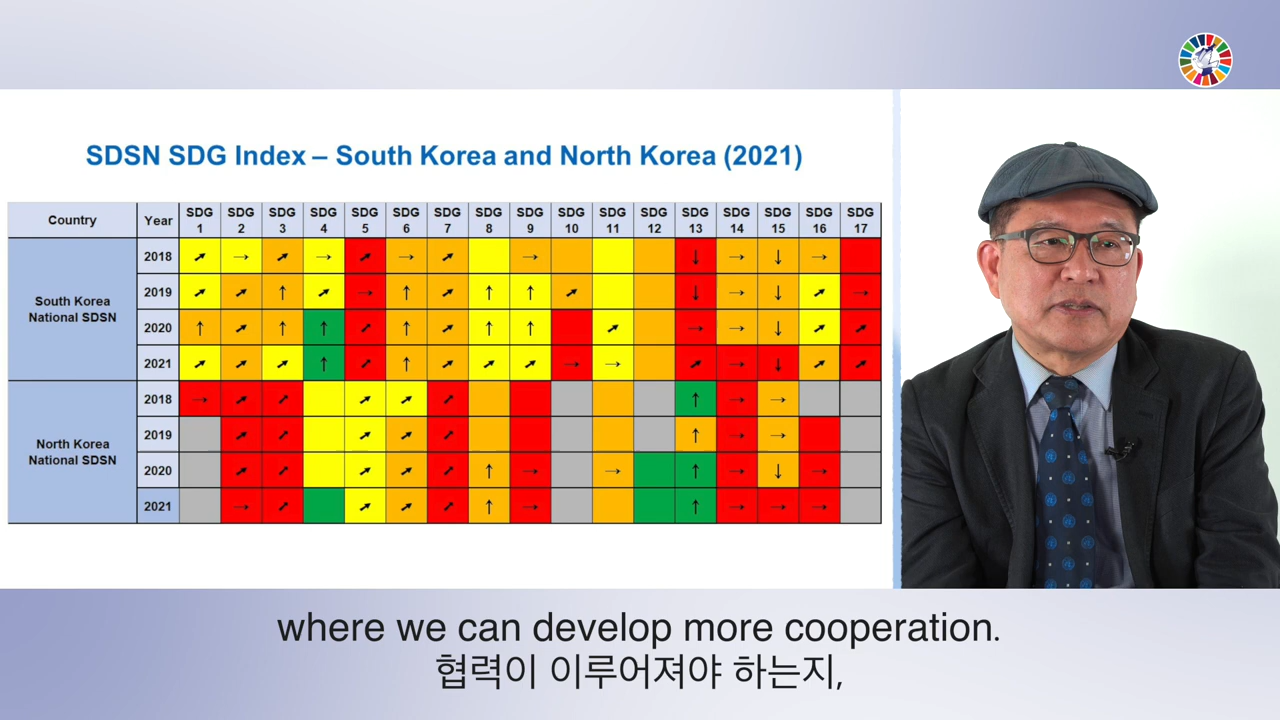 SDSN SDG Index – South Korea and North Korea (2021)
Country Year SDG 1 SDG 2 SDG 3 SDG 4 SDG 5 SDG 6 SDG 7 SDG 8 SDG 9 SDG 10 SDG 11 SDG 12 SDG 13 SDG 14 SDG 15 SDG 16 SDG 17
South Korea
National SDSN
2018 ↗ → ↗ → ↗ → ↗ → ↓ → ↓ →
2019 ↗ ↗ ↑ ↗ → ↑ ↗ ↑ ↑ ↗ ↓ → ↓ ↗ →
2020 ↑ ↗ ↑ ↑ ↗ ↑ ↗ ↑ ↑ ↗ → → ↓ ↗ ↗
2021 ↗ ↗ ↗ ↑ ↗ ↑ ↗ ↗ ↗ → → ↗ → ↓ ↗ ↗
North Korea
National SDSN
2018 → ↗ ↗ ↗ ↗ ↗ ↑ → →
2019 ↗ ↗ ↗ ↗ ↗ ↑ → →
2020 ↗ ↗ ↗ ↗ ↗ ↑ → → ↑ → ↓ →
2021 → ↗ ↗ ↗ ↗ ↑ → ↑ → → →
where we can develop more cooperation.
협력이 이루어져야 하는지,